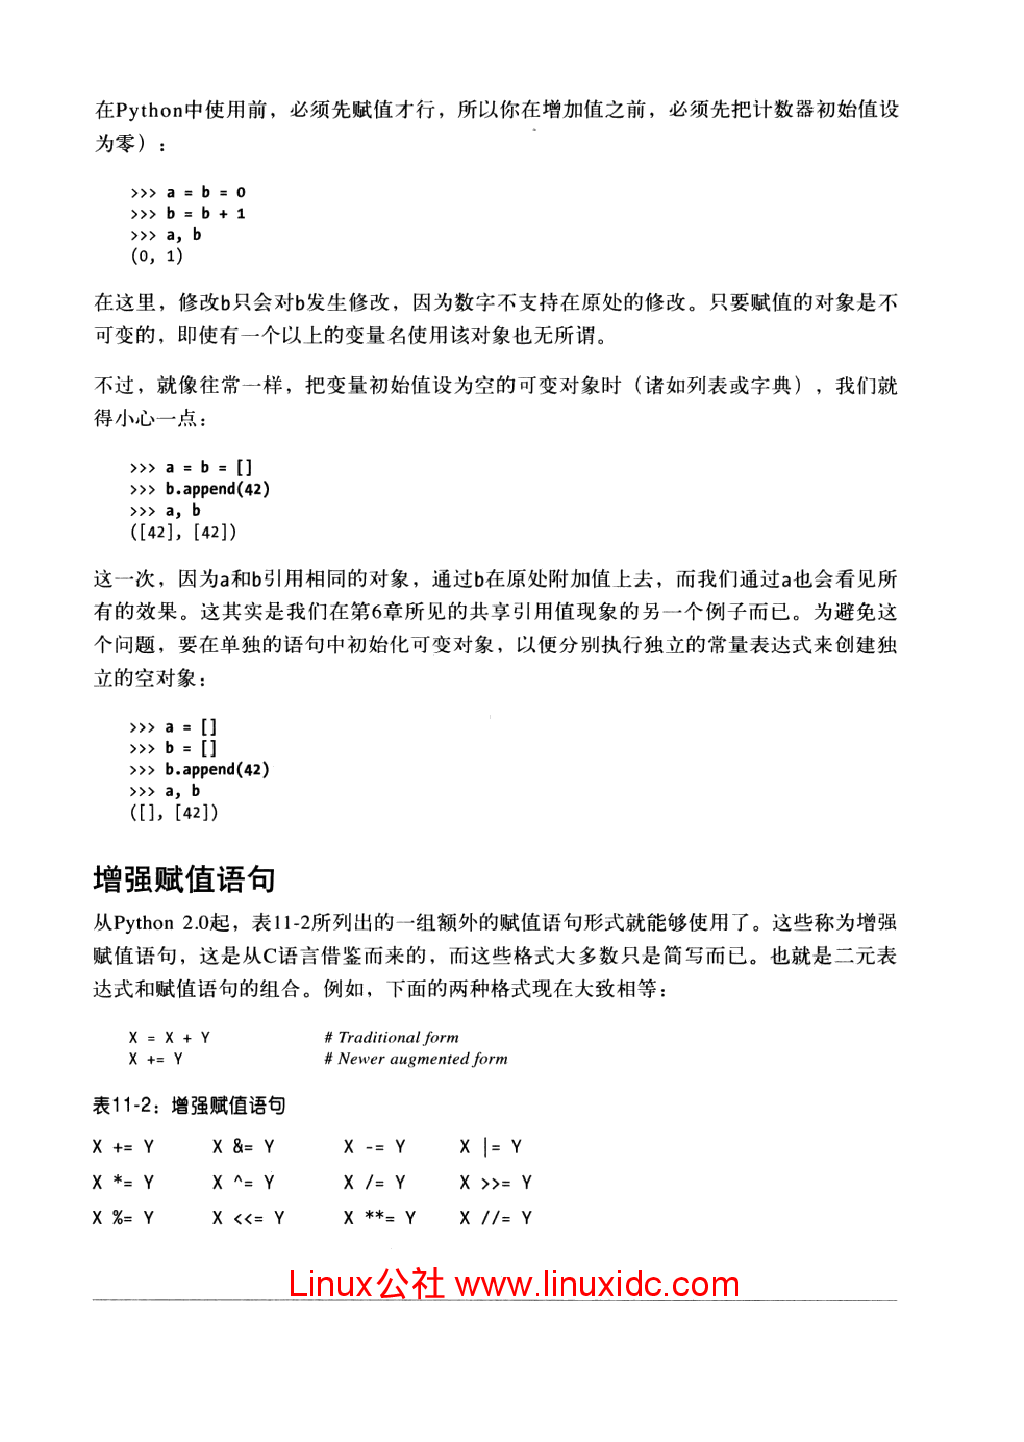 在Python中使用前，必须先赋值才行，所以你在增加值之前，必须先把计数器初始值设
为零）：
>>> a = b = 0
>>> b = b + 1
>>> a, b
(0, 1)
在这里，修改b只会对b发生修改，因为数字不支持在原处的修改。只要赋值的对象是不
可变的，即使有一个以上的变量名使用该对象也无所谓。
不过，就像往常一样，把变量初始值设为空的可变对象时（诸如列表或字典），我们就
得小心一点：
>>> a = b = []
>>> b.append(42)
>>> a, b
([42], [42])
这一次，因为a和b引用相同的对象，通过b在原处附加值上去，而我们通过a也会看见所
有的效果。这其实是我们在第6章所见的共享引用值现象的另一个例子而已。为避免这
个问题，要在单独的语句中初始化可变对象，以便分别执行独立的常量表达式来创建独
立的空对象：
>>> a = []
>>> b = []
>>> b.append(42)
>>> a, b
([], [42])
增强赋值语句
从Python 2.0起，表11-2所列出的一组额外的赋值语句形式就能够使用了。这些称为增强
赋值语句，这是从C语言借鉴而来的，而这些格式大多数只是简写而已。也就是二元表
达式和赋值语句的组合。例如，下面的两种格式现在大致相等：
X = X + Y # Traditional form
X += Y # Newer augmented form
表11-2：增强赋值语句
X += Y X &= Y X -= Y X |= Y
X *= Y X ^= Y X /= Y X >>= Y
X %= Y X <<= Y X **= Y X //= Y
Linux公社 www.linuxidc.com